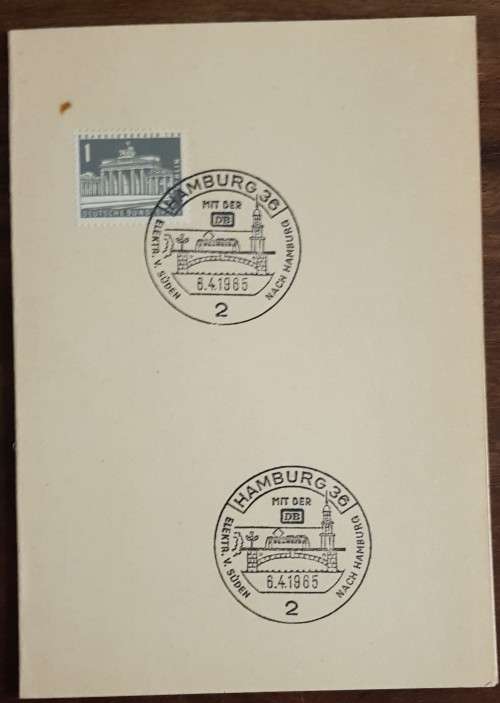 1
DEUTSCHE BUNDESPOST
BERLIN
HAMBURG 36
MIT DER
DB
ELEKTR. V. SÜDEN
NACH HAMBURG
6.4.1965
2
HAMBURG 36
MIT DER
DB
ELEKTR. V. SÜDEN
NACH HAMBURG
6.4.1965
2